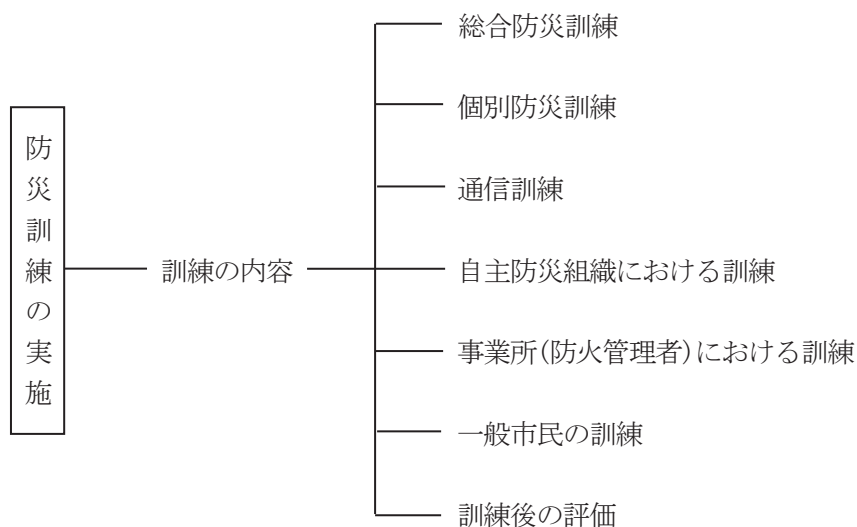 防災訓練の実施
訓練の内容
総合防災訓練
個別防災訓練
通信訓練
自主防災組織における訓練
事業所(防火管理者)における訓練
一般市民の訓練
訓練後の評価